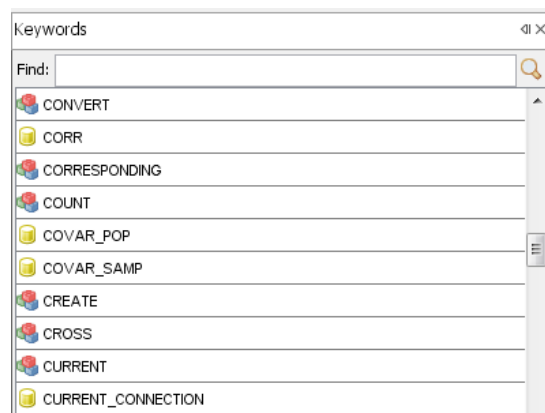 Keywords
Find:
CONVERT
CORR
CORRESPONDING
COUNT
COVAR_POP
COVAR_SAMP
CREATE
CROSS
CURRENT
CURRENT_CONNECTION